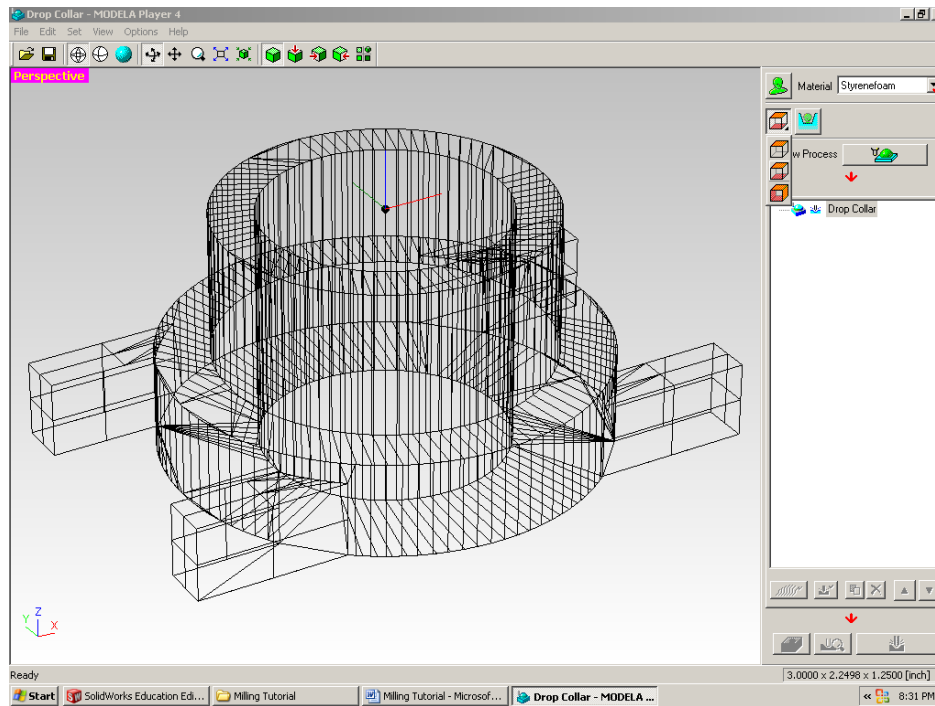 Drop Collar - MODELA Player 4
File Edit Set View Options Help
Perspective
Material Styrenefoam
w Process
Drop Collar
Z
Y
X
Ready
3.0000 x 2.2498 x 1.2500 [inch]
Start
SolidWorks Education Edi...
Milling Tutorial
Milling Tutorial - Microsof...
Drop Collar - MODELA ...
8:31 PM